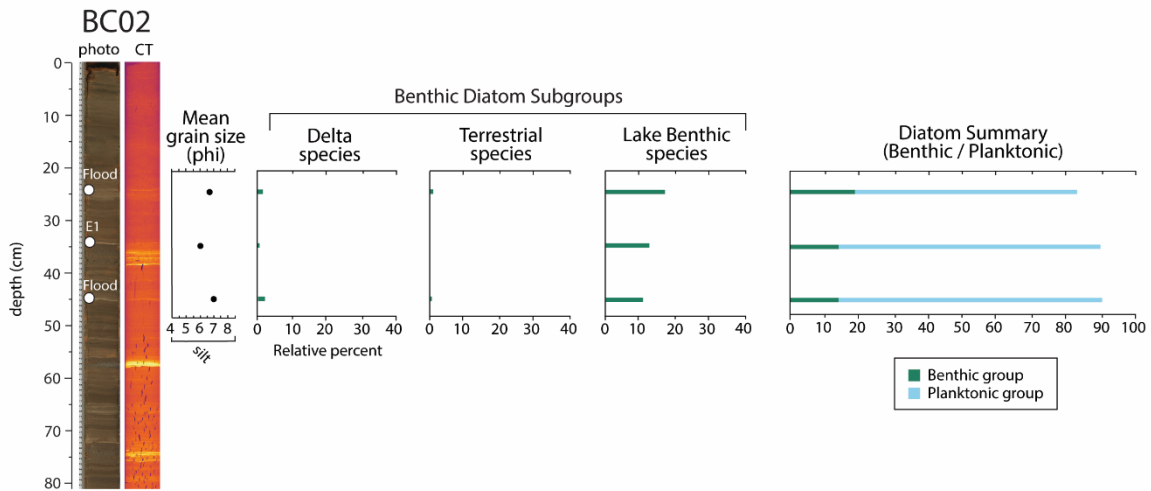 BC02
photo CT
Benthic Diatom Subgroups
Mean
grain size
(phi)
Delta
species
Terrestrial
species
Lake Benthic
species
Diatom Summary
(Benthic / Planktonic)
depth (cm)
0
10
20
30
40
50
60
70
80
Flood
E1
Flood
4 5 6 7 8
silt
0 10 20 30 40
Relative percent
0 10 20 30 40
0 10 20 30 40
0 10 20 30 40 50 60 70 80 90 100
Benthic group
Planktonic group